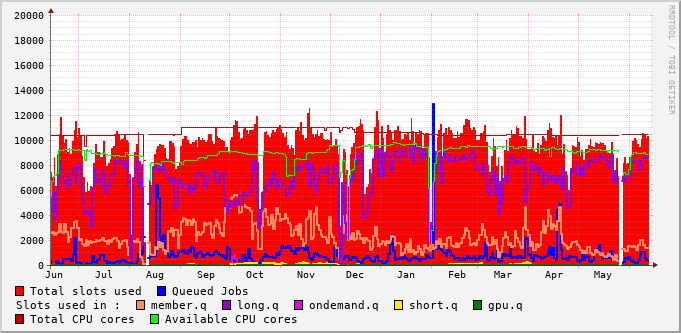 20000
18000
16000
14000
12000
10000
8000
6000
4000
2000
0
Jun Jul Aug Sep Oct Nov Dec Jan Feb Mar Apr May
RRDTOOL / TOBI OETIKER
Total slots used Queued Jobs
Slots used in : member.q long.q ondemand.q short.q gpu.q
Total CPU cores Available CPU cores